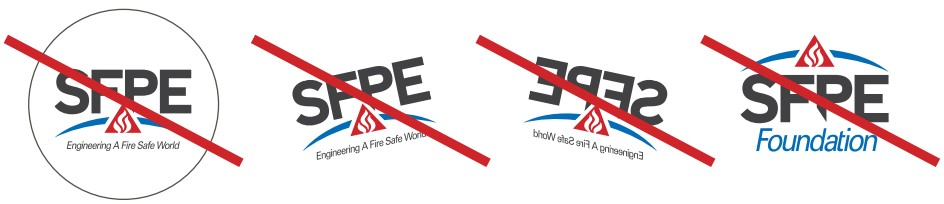 SFPE
Engineering A Fire Safe World
SFPE
Engineering A Fire Safe World
SFPE
Engineering A Fire Safe World
SFPE
Foundation